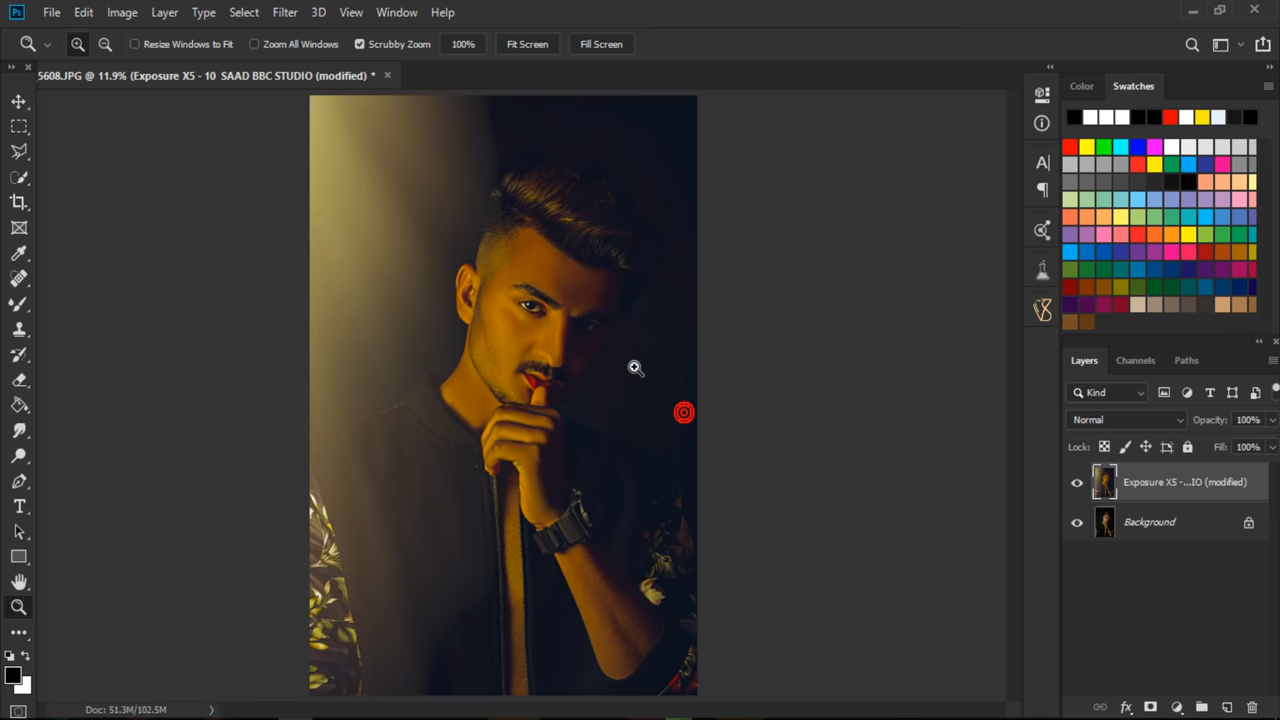 Ps File Edit Image Layer Type Select Filter 3D View Window Help
Resize Windows to Fit Zoom All Windows Scrubby Zoom 100% Fit Screen Fill Screen
5608.JPG @ 11.9% (Exposure X5 - 10 SAAD BBC STUDIO (modified) *
Color Swatches
Layers Channels Paths
Kind
Normal Opacity: 100%
Lock: Fill: 100%
Exposure X5 -...IO (modified)
Background
Doc: 51.3M/102.5M